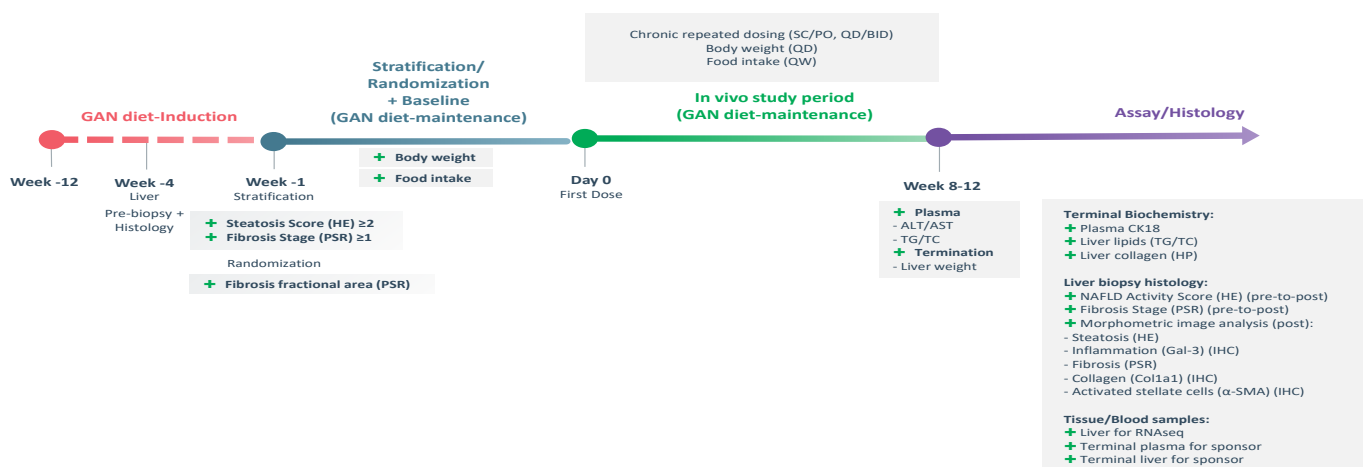 Chronic repeated dosing (SC/PO, QD/BID)
Body weight (QD)
Food intake (QW)
GAN diet-Induction
Stratification/
Randomization
+ Baseline
(GAN diet-maintenance)
In vivo study period
(GAN diet-maintenance)
Assay/Histology
Week -12
Week -4
Liver
Pre-biopsy +
Histology
Week -1
Stratification
+ Steatosis Score (HE) ≥2
+ Fibrosis Stage (PSR) ≥1
Randomization
+ Fibrosis fractional area (PSR)
+ Body weight
+ Food intake
Day 0
First Dose
Week 8-12
+ Plasma
- ALT/AST
- TG/TC
+ Termination
- Liver weight
Terminal Biochemistry:
+ Plasma CK18
+ Liver lipids (TG/TC)
+ Liver collagen (HP)
Liver biopsy histology:
+ NAFLD Activity Score (HE) (pre-to-post)
+ Fibrosis Stage (PSR) (pre-to-post)
+ Morphometric image analysis (post):
- Steatosis (HE)
- Inflammation (Gal-3) (IHC)
- Fibrosis (PSR)
- Collagen (Col1a1) (IHC)
- Activated stellate cells (α-SMA) (IHC)
Tissue/Blood samples:
+ Liver for RNAseq
+ Terminal plasma for sponsor
+ Terminal liver for sponsor